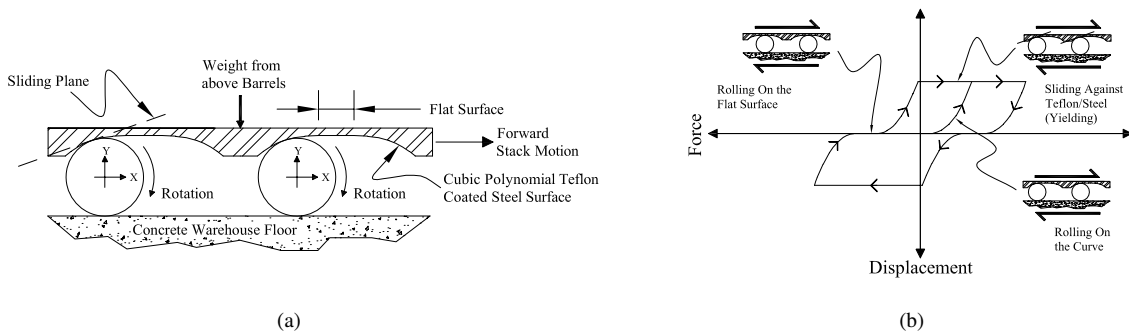 Sliding Plane
Weight from
above Barrels
Flat Surface
Forward
Stack Motion
Y
X
Rotation
Y
X
Rotation
Cubic Polynomial Teflon
Coated Steel Surface
Concrete Warehouse Floor
(a)
Rolling On the
Flat Surface
Sliding Against
Teflon/Steel
(Yielding)
Force
Rolling On
the Curve
Displacement
(b)